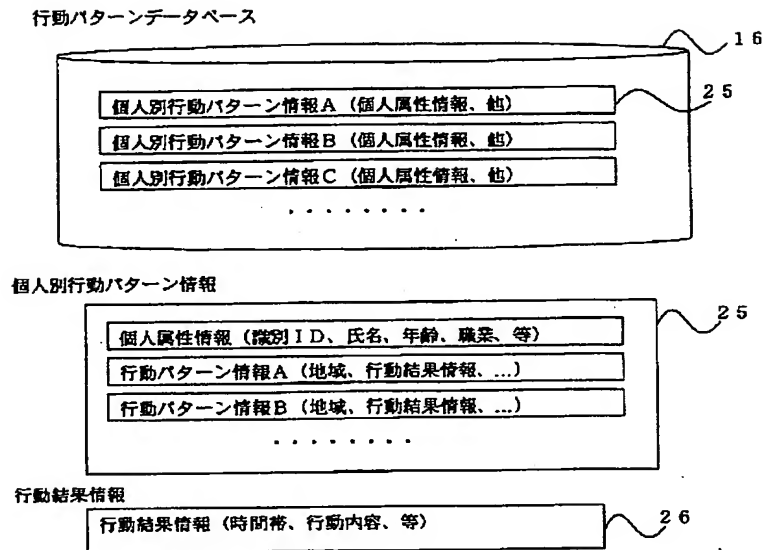 行動パターンデータベース
16
個人別行動パターン情報A（個人属性情報、他）
25
個人別行動パターン情報B（個人属性情報、他）
個人別行動パターン情報C（個人属性情報、他）
・・・・・・・・
個人別行動パターン情報
25
個人属性情報（識別ID、氏名、年齢、職業、等）
行動パターン情報A（地域、行動結果情報、...）
行動パターン情報B（地域、行動結果情報、...）
・・・・・・・・
行動結果情報
行動結果情報（時間帯、行動内容、等）
26